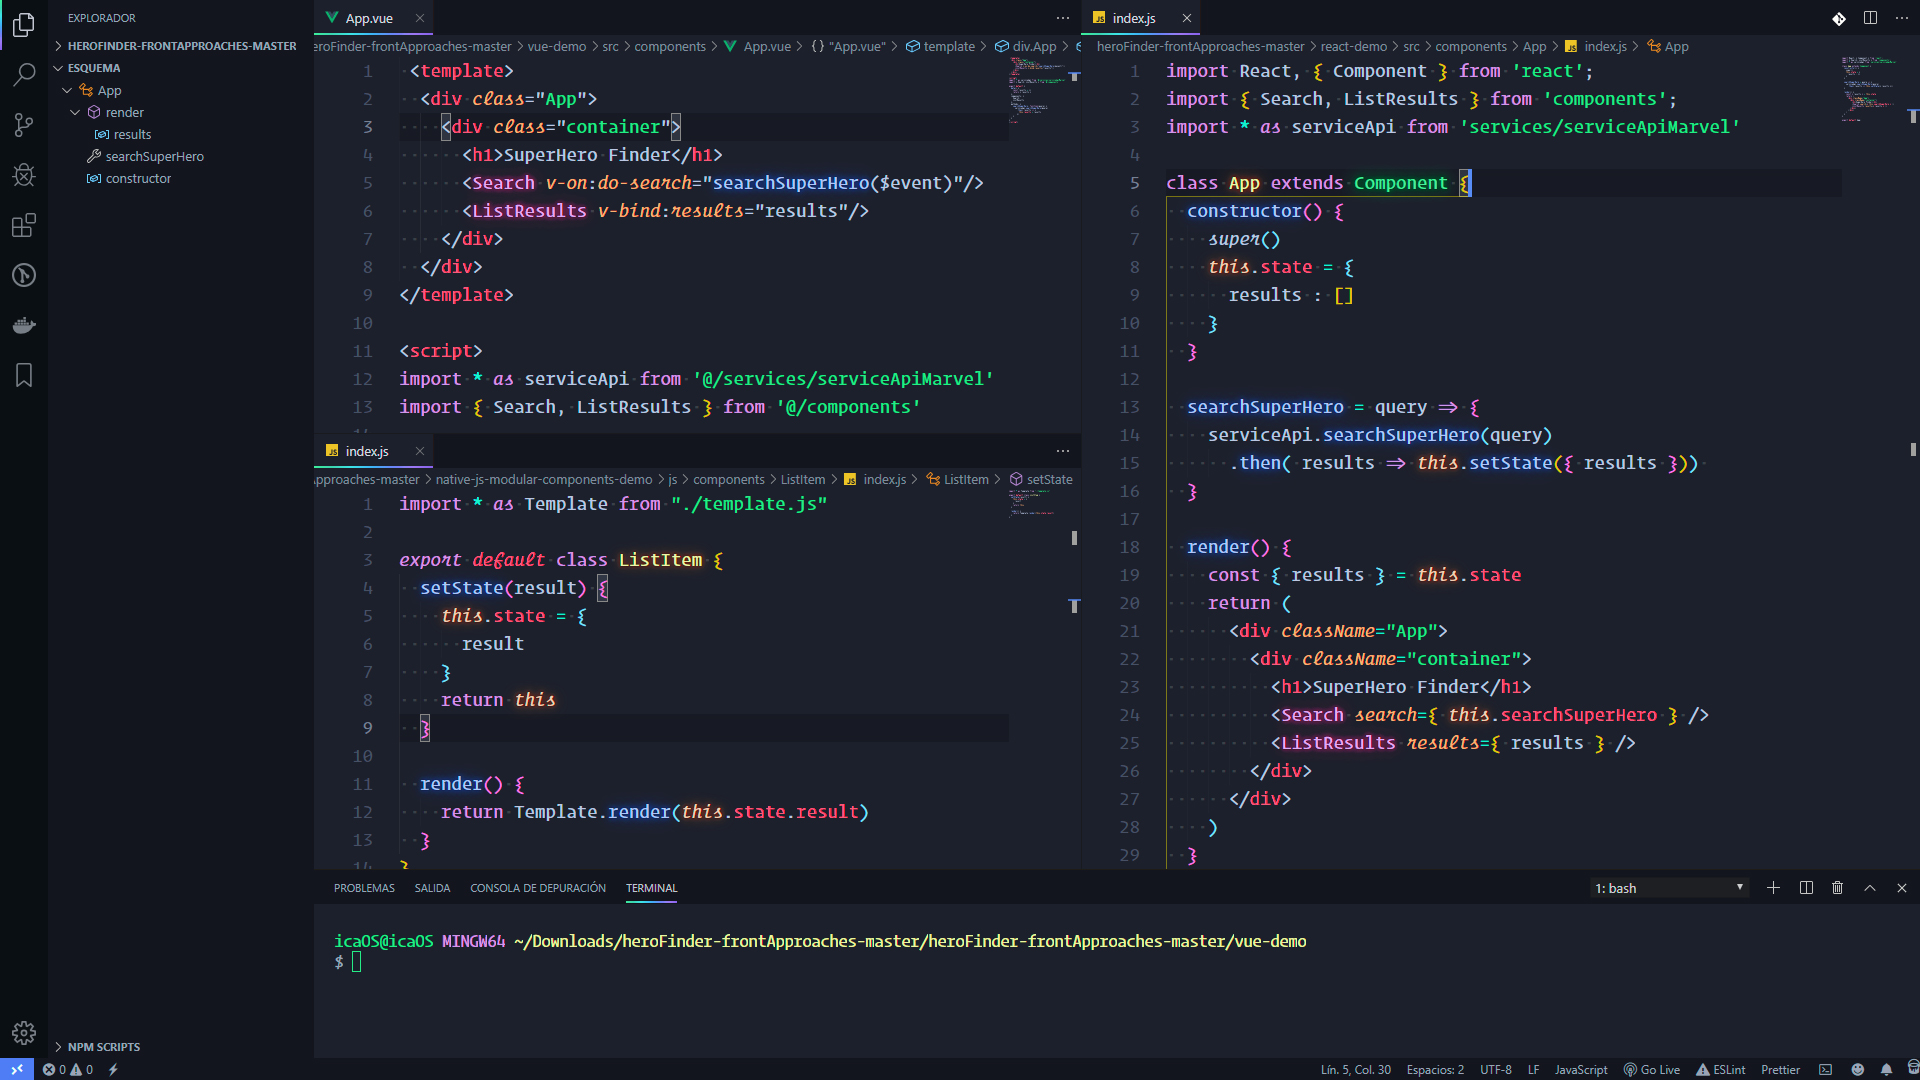 EXPLORADOR
HEROFINDER-FRONTAPPROACHES-MASTER
ESQUEMA
App
render
results
searchSuperHero
constructor
NPM SCRIPTS
App.vue
eroFinder-frontApproaches-master > vue-demo > src > components > App.vue > {} "App.vue" > template > div.App >
1 <template>
2 <div class="App">
3 <div class="container">
4 <h1>SuperHero Finder</h1>
5 <Search v-on:do-search="searchSuperHero($event)"/>
6 <ListResults v-bind:results="results"/>
7 </div>
8 </div>
9 </template>
10
11 <script>
12 import * as serviceApi from '@/services/serviceApiMarvel'
13 import { Search, ListResults } from '@/components'
index.js
pproaches-master > native-js-modular-components-demo > js > components > ListItem > JS index.js > ListItem > setState
1 import * as Template from "./template.js"
2
3 export default class ListItem {
4 setState(result) {
5 this.state = {
6 result
7 }
8 return this
9 }
10
11 render() {
12 return Template.render(this.state.result)
13 }
14 }
JS index.js
heroFinder-frontApproaches-master > react-demo > src > components > App > JS index.js > App
1 import React, { Component } from 'react';
2 import { Search, ListResults } from 'components';
3 import * as serviceApi from 'services/serviceApiMarvel'
4
5 class App extends Component {
6 constructor() {
7 super()
8 this.state = {
9 results : []
10 }
11 }
12
13 searchSuperHero = query => {
14 serviceApi.searchSuperHero(query)
15 .then( results => this.setState({ results }))
16 }
17
18 render() {
19 const { results } = this.state
20 return (
21 <div className="App">
22 <div className="container">
23 <h1>SuperHero Finder</h1>
24 <Search search={ this.searchSuperHero } />
25 <ListResults results={ results } />
26 </div>
27 </div>
28 )
29 }
PROBLEMAS SALIDA CONSOLA DE DEPURACIÓN TERMINAL 1: bash
icaOS@icaOS MINGW64 ~/Downloads/heroFinder-frontApproaches-master/heroFinder-frontApproaches-master/vue-demo
$
0 0 Lín. 5, Col. 30 Espacios: 2 UTF-8 LF JavaScript Go Live ESLint Prettier